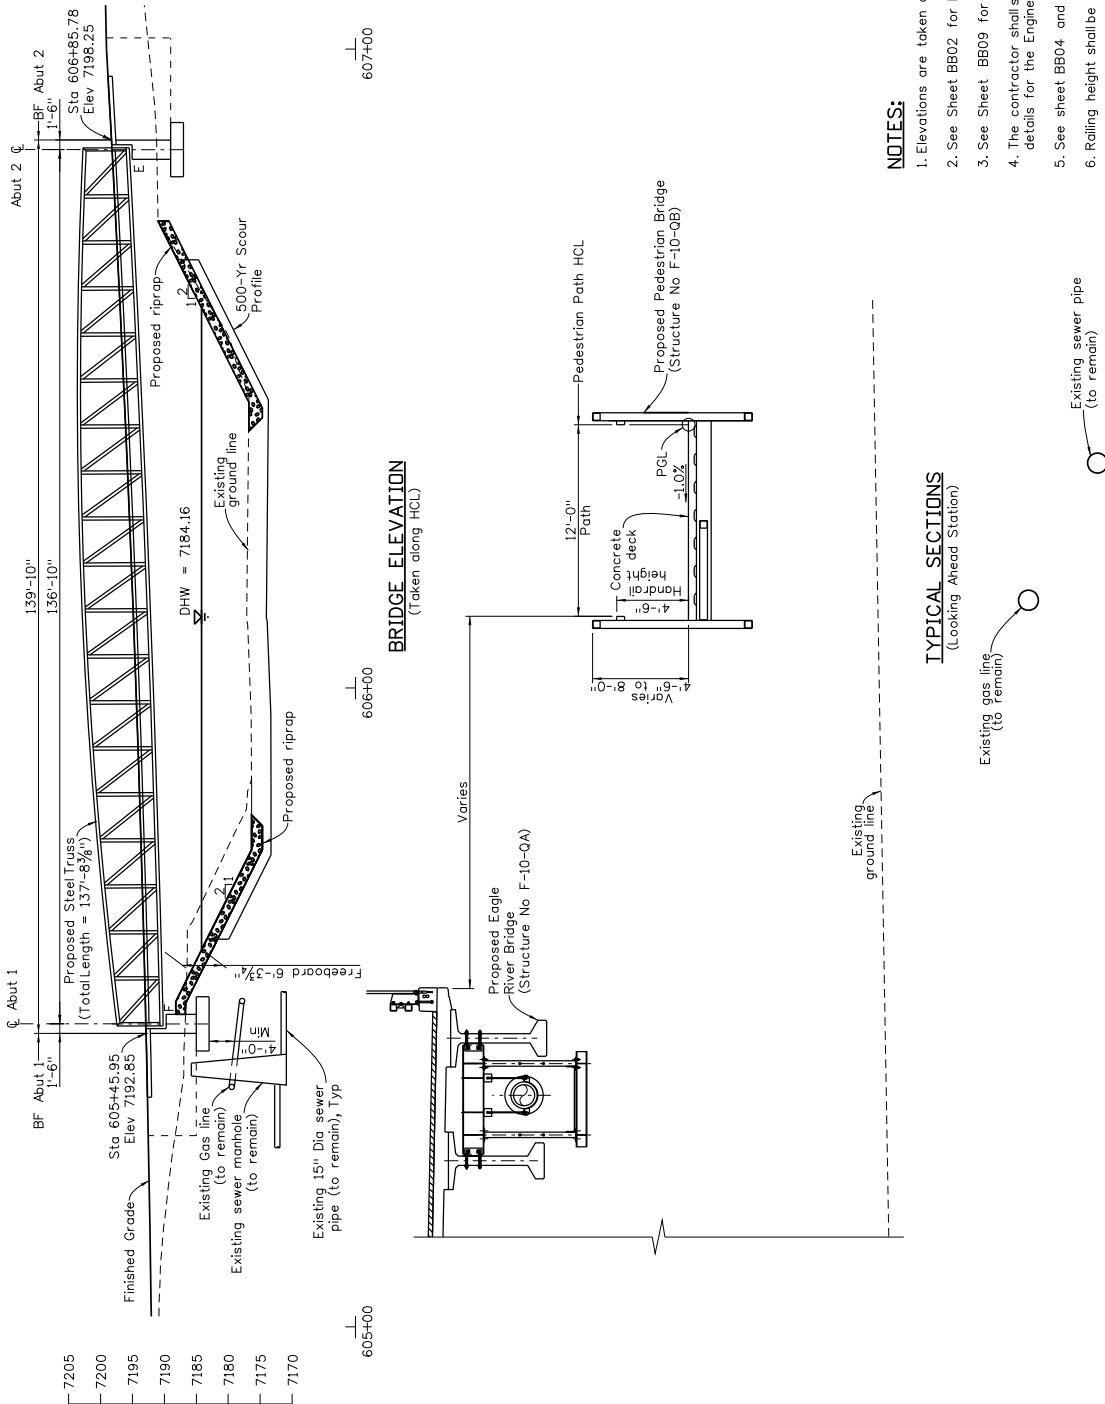 139'-10"
136'-10"
BF Abut 1
1'-6"
℄ Abut 1
Abut 2 ℄
BF Abut 2
1'-6"
Sta 605+45.95
Elev 7192.85
Sta 606+85.78
Elev 7198.25
Proposed Steel Truss
(Total Length = 137'-8⅜")
Finished Grade
E
Freeboard 6'-3¾"
DHW = 7184.16
Proposed riprap
2
1
Proposed riprap
2
1
500-Yr Scour
Profile
Existing
ground line
Existing Gas line
(to remain)
Existing sewer manhole
(to remain)
4'-0"
Min
Existing 15" Dia sewer
pipe (to remain), Typ
7205
7200
7195
7190
7185
7180
7175
7170
605+00
606+00
607+00
BRIDGE ELEVATION
(Taken along HCL)
Varies
12'-0"
Path
Pedestrian Path HCL
Proposed Eagle
River Bridge
(Structure No F-10-QA)
Varies
4'-6" to 8'-0"
4'-6"
Handrail
height
Concrete
deck
-1.0%
PGL
Proposed Pedestrian Bridge
(Structure No F-10-QB)
Existing
ground line
TYPICAL SECTIONS
(Looking Ahead Station)
Existing gas line
(to remain)
Existing sewer pipe
(to remain)
NOTES:
1. Elevations are taken
2. See Sheet BB02 for
3. See Sheet BB09 for
4. The contractor shall
details for the Engine
5. See sheet BB04 and
6. Railing height shall be